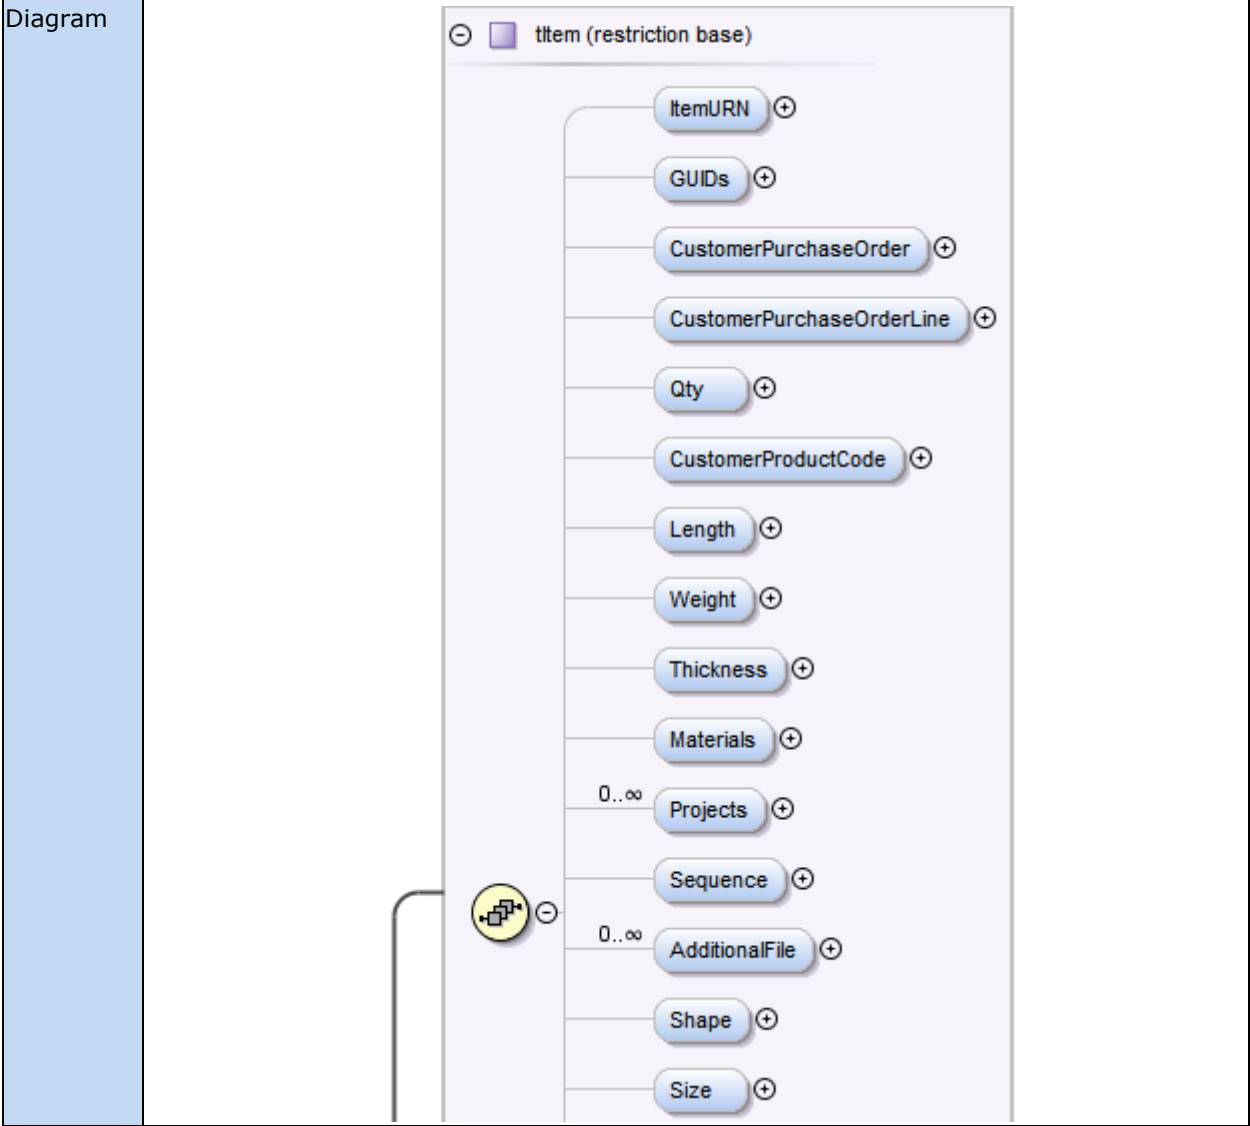 Diagram
tItem (restriction base)
ItemURN
GUIDs
CustomerPurchaseOrder
CustomerPurchaseOrderLine
Qty
CustomerProductCode
Length
Weight
Thickness
Materials
0..∞
Projects
Sequence
0..∞
AdditionalFile
Shape
Size